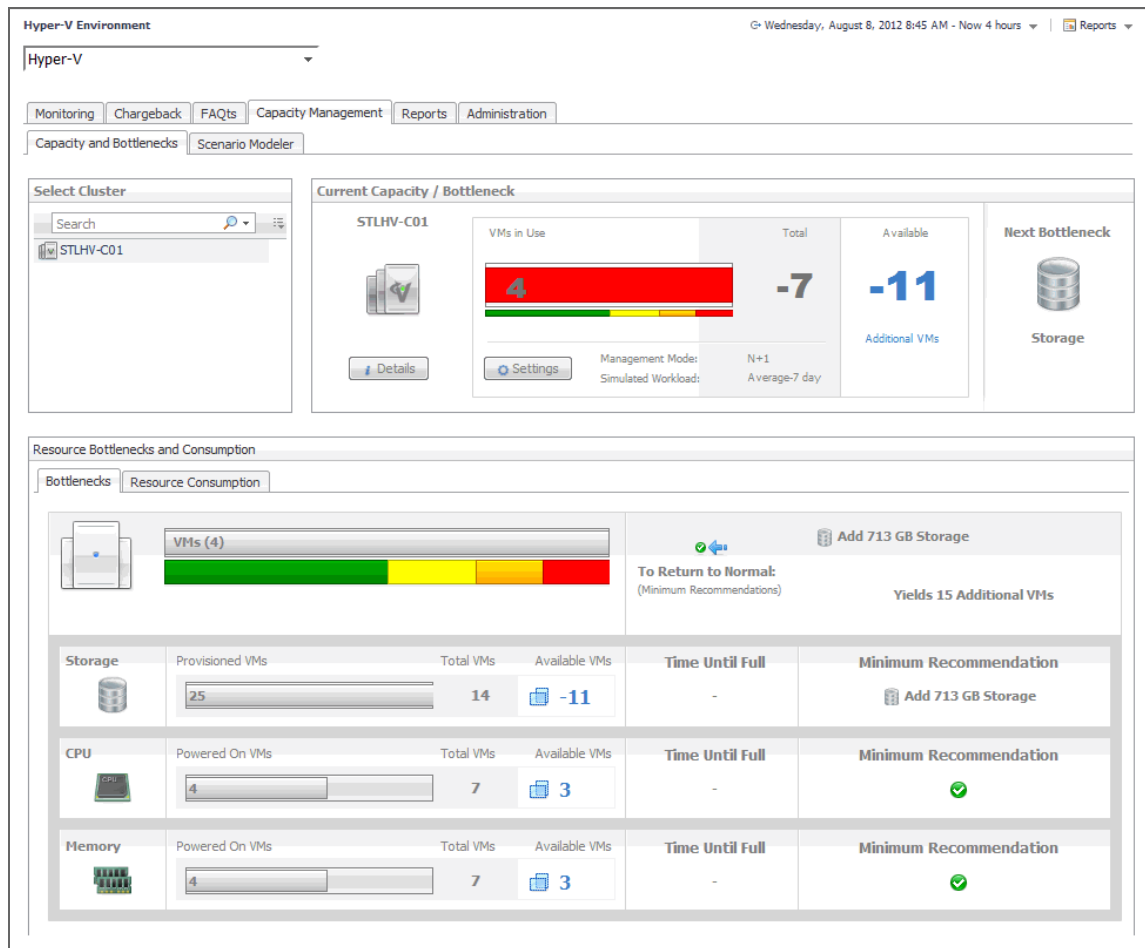 Hyper-V Environment
Wednesday, August 8, 2012 8:45 AM - Now 4 hours
Reports
Hyper-V
Monitoring Chargeback FAQts Capacity Management Reports Administration
Capacity and Bottlenecks Scenario Modeler
Select Cluster
Search
STLHV-C01
Current Capacity / Bottleneck
STLHV-C01
Details
VMs in Use Total Available
4 -7 -11
Additional VMs
Settings
Management Mode: N+1
Simulated Workload: Average-7 day
Next Bottleneck
Storage
Resource Bottlenecks and Consumption
Bottlenecks Resource Consumption
VMs (4)
To Return to Normal:
(Minimum Recommendations)
Add 713 GB Storage
Yields 15 Additional VMs
Storage Provisioned VMs Total VMs Available VMs Time Until Full Minimum Recommendation
25 14 -11 - Add 713 GB Storage
CPU Powered On VMs Total VMs Available VMs Time Until Full Minimum Recommendation
CPU 4 7 3 -
Memory Powered On VMs Total VMs Available VMs Time Until Full Minimum Recommendation
4 7 3 -